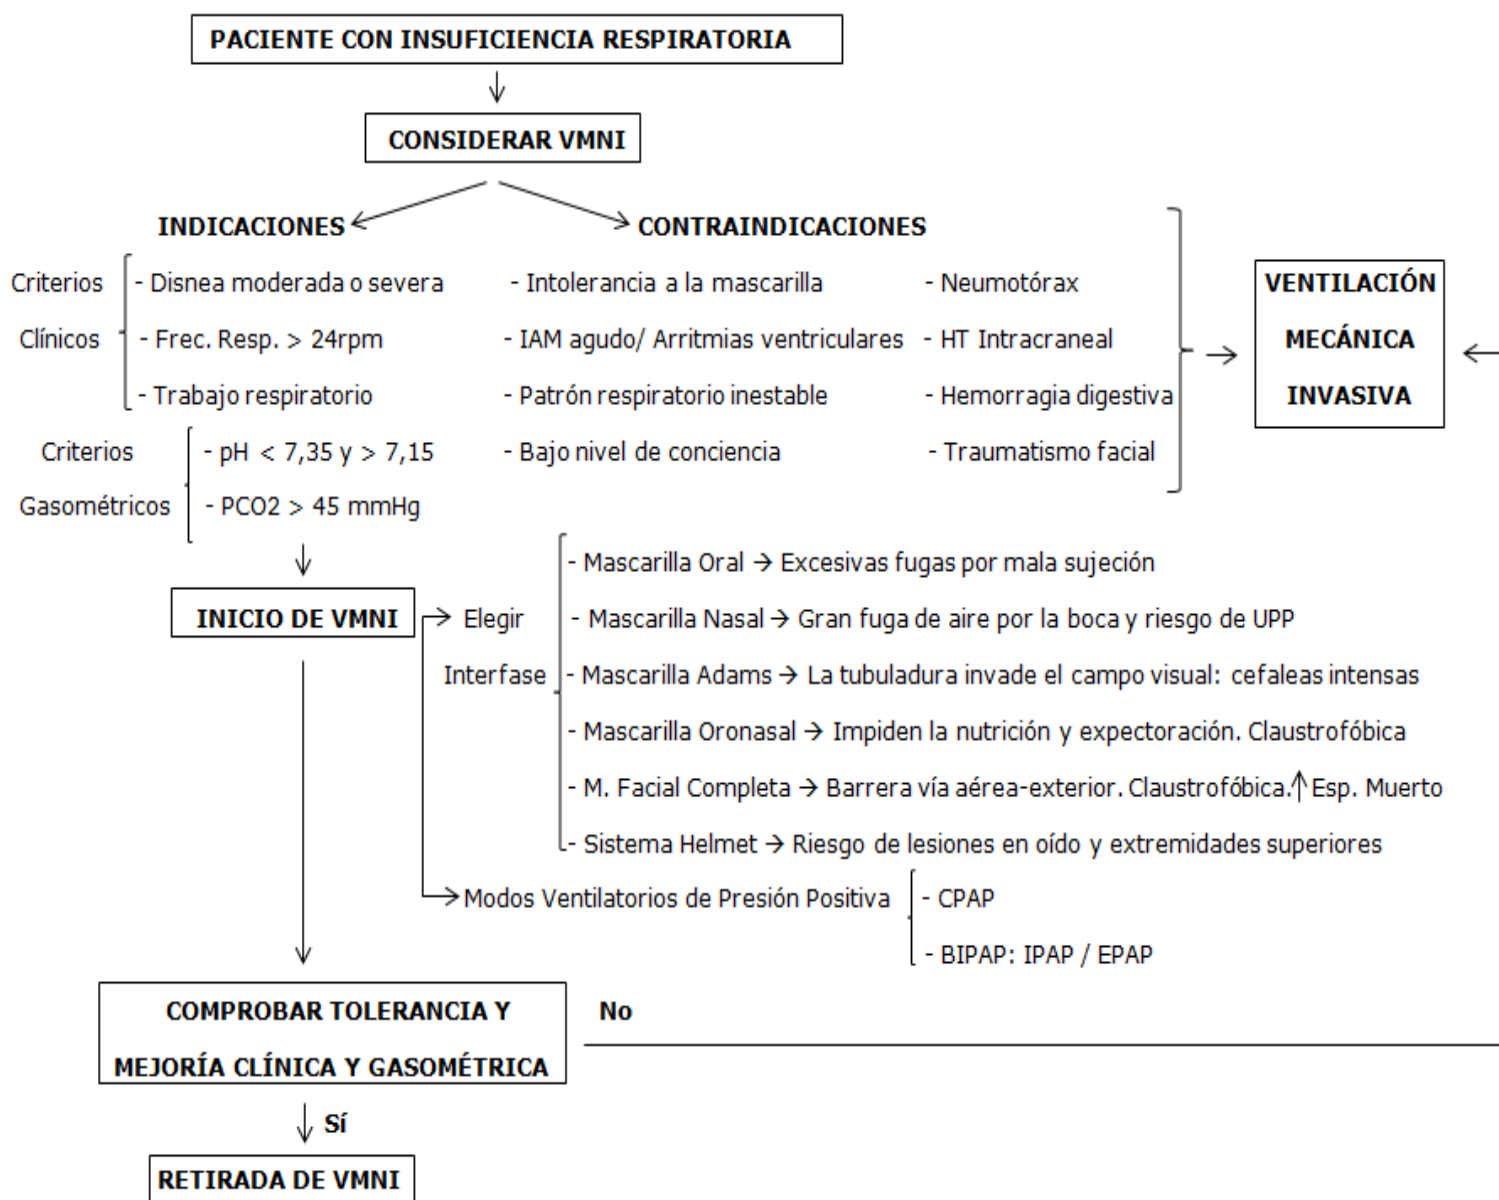 PACIENTE CON INSUFICIENCIA RESPIRATORIA
CONSIDERAR VMNI
INDICACIONES
Criterios
Clínicos
- Disnea moderada o severa
- Frec. Resp. > 24rpm
- Trabajo respiratorio
Criterios
Gasométricos
- pH < 7,35 y > 7,15
- PCO2 > 45 mmHg
CONTRAINDICACIONES
- Intolerancia a la mascarilla
- IAM agudo/ Arritmias ventriculares
- Patrón respiratorio inestable
- Bajo nivel de conciencia
- Neumotórax
- HT Intracraneal
- Hemorragia digestiva
- Traumatismo facial
VENTILACIÓN
MECÁNICA
INVASIVA
INICIO DE VMNI
Elegir
Interfase
- Mascarilla Oral → Excesivas fugas por mala sujeción
- Mascarilla Nasal → Gran fuga de aire por la boca y riesgo de UPP
- Mascarilla Adams → La tubuladura invade el campo visual: cefaleas intensas
- Mascarilla Oronasal → Impiden la nutrición y expectoración. Claustrofóbica
- M. Facial Completa → Barrera vía aérea-exterior. Claustrofóbica.↑ Esp. Muerto
- Sistema Helmet → Riesgo de lesiones en oído y extremidades superiores
Modos Ventilatorios de Presión Positiva
- CPAP
- BIPAP: IPAP / EPAP
COMPROBAR TOLERANCIA Y
MEJORÍA CLÍNICA Y GASOMÉTRICA
No
Sí
RETIRADA DE VMNI